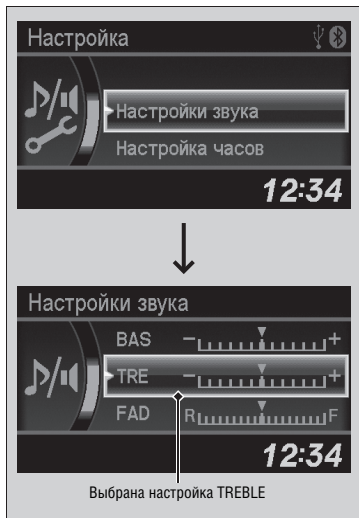 Настройка
Настройки звука
Настройка часов
12:34
Настройки звука
BAS − +
TRE − +
FAD R F
12:34
Выбрана настройка TREBLE